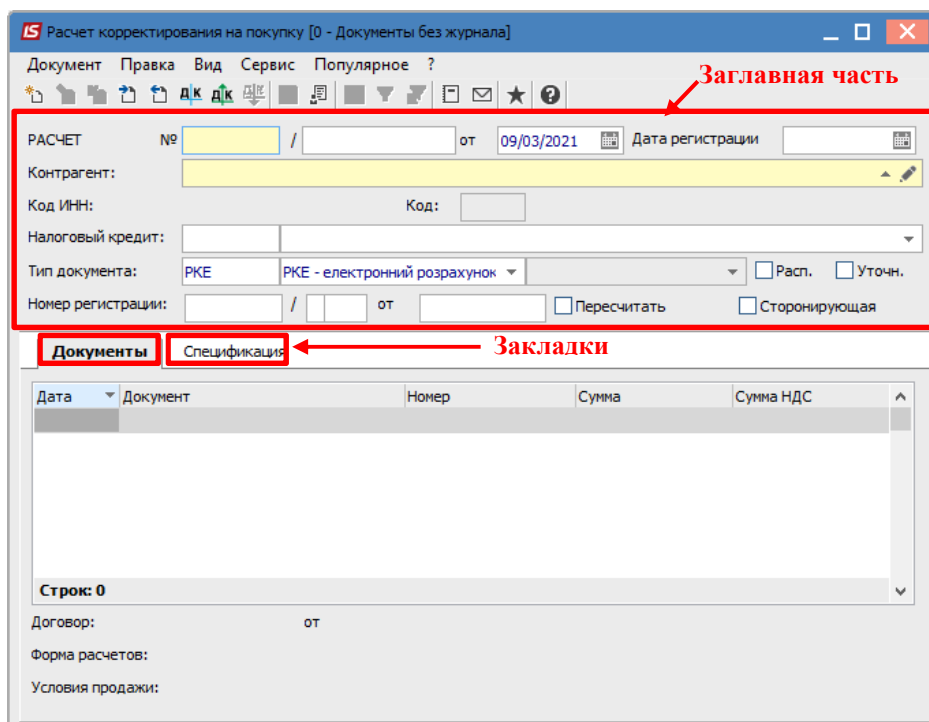 IS Расчет корректирования на покупку [0 - Документы без журнала]
Документ Правка Вид Сервис Популярное ?
Заглавная часть
РАСЧЕТ № / от 09/03/2021 Дата регистрации
Контрагент:
Код ИНН: Код:
Налоговый кредит:
Тип документа: РКЕ РКЕ - електронний розрахунок Расп. Уточн.
Номер регистрации: / от Пересчитать Сторонирующая
Документы Спецификация Закладки
Дата Документ Номер Сумма Сумма НДС
Строк: 0
Договор: от
Форма расчетов:
Условия продажи: